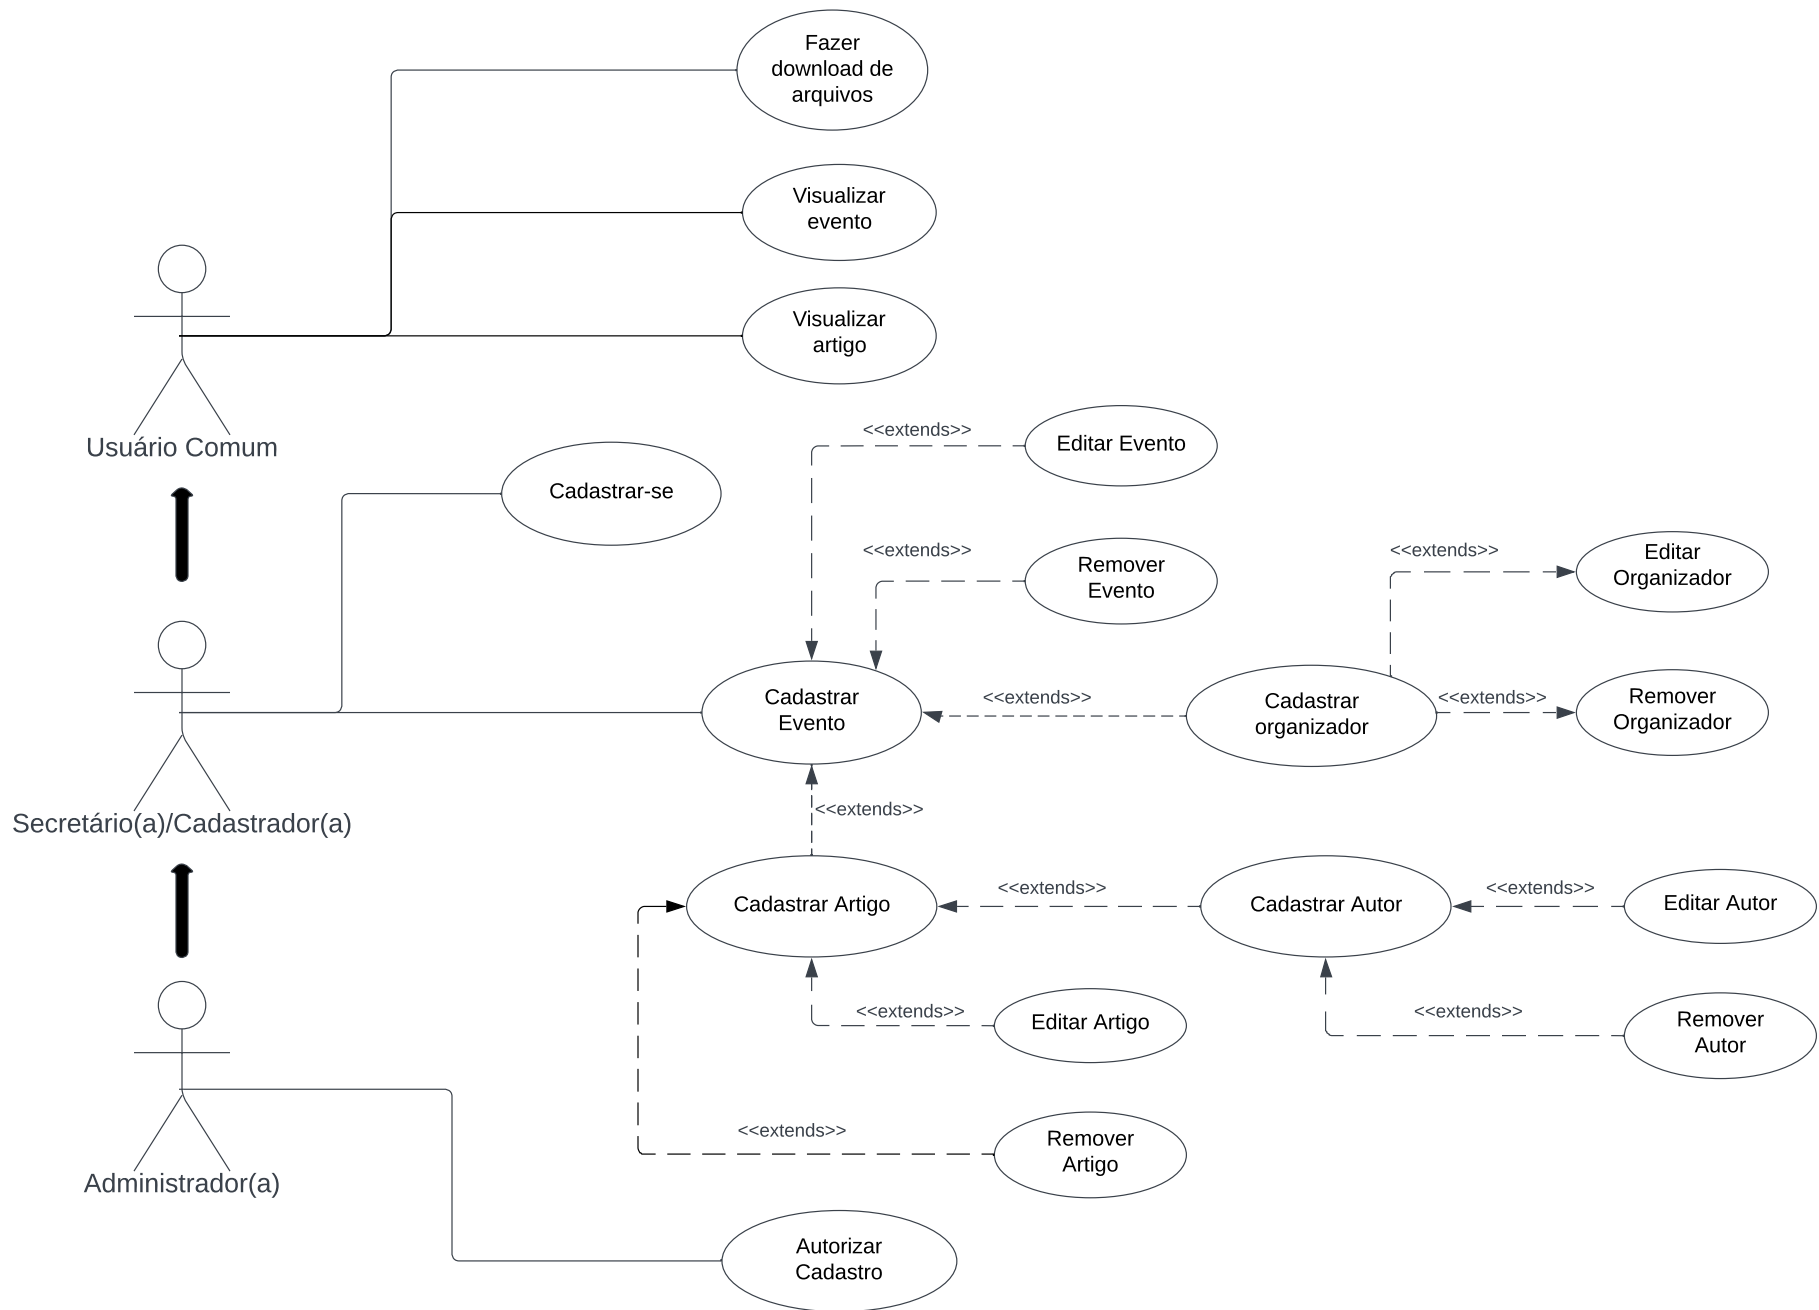 Fazer
download de
arquivos
Visualizar
evento
Visualizar
artigo
Usuário Comum
<<extends>>
Editar Evento
Cadastrar-se
<<extends>>
Remover
Evento
<<extends>>
Editar
Organizador
Cadastrar
Evento
<<extends>>
Cadastrar
organizador
<<extends>>
Remover
Organizador
Secretário(a)/Cadastrador(a)
<<extends>>
Cadastrar Artigo
<<extends>>
Cadastrar Autor
<<extends>>
Editar Autor
<<extends>>
Editar Artigo
<<extends>>
Remover
Autor
<<extends>>
Remover
Artigo
Administrador(a)
Autorizar
Cadastro